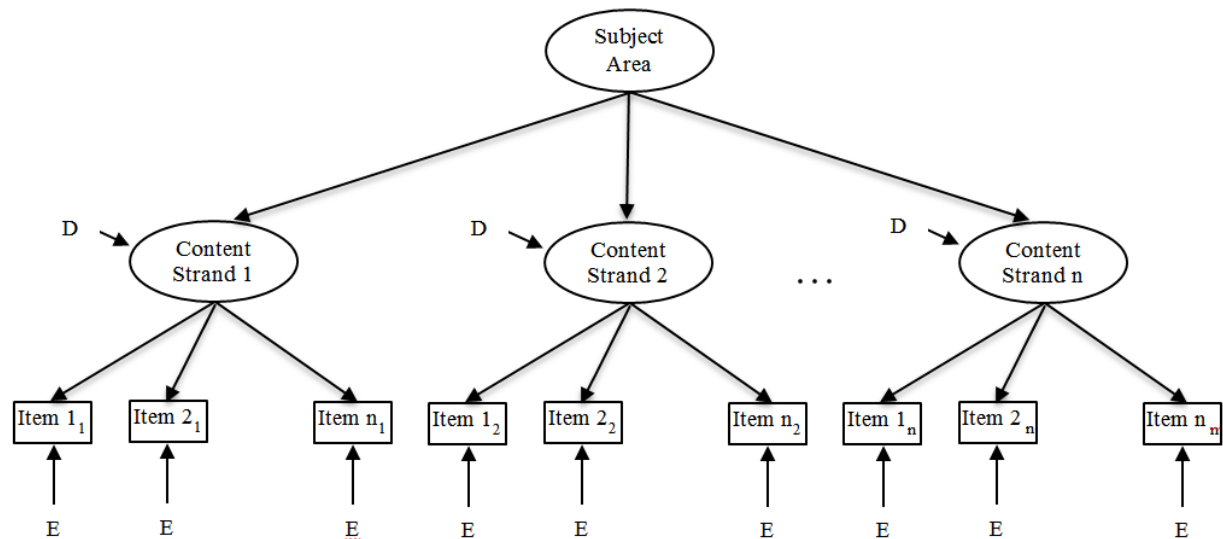 Subject
Area
D
Content
Strand 1
D
Content
Strand 2
...
D
Content
Strand n
Item 1₁
Item 2₁
Item n₁
Item 1₂
Item 2₂
Item n₂
Item 1ₙ
Item 2ₙ
Item nₘ
E
E
E
E
E
E
E
E
E